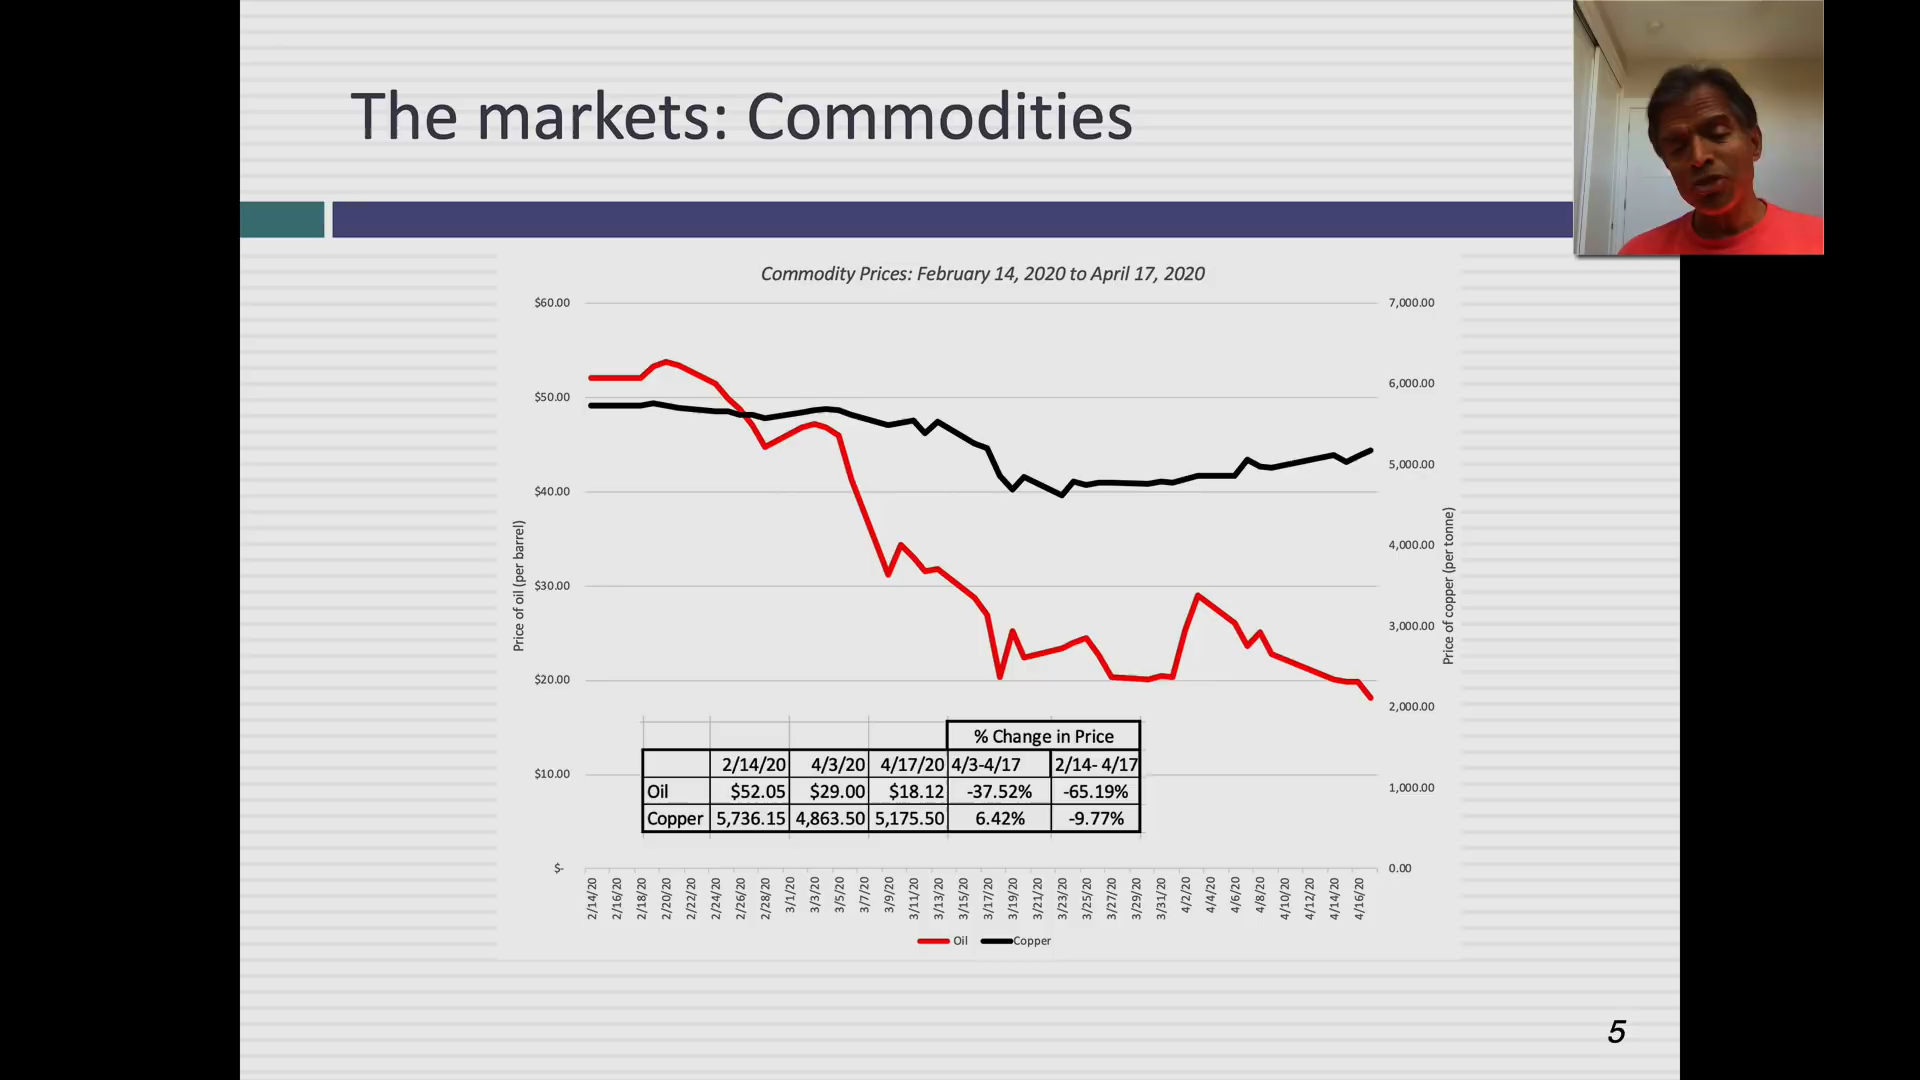 The markets: Commodities
Commodity Prices: February 14, 2020 to April 17, 2020
$60.00
$50.00
$40.00
$30.00
$20.00
$10.00
$-
Price of oil (per barrel)
7,000.00
6,000.00
5,000.00
4,000.00
3,000.00
2,000.00
1,000.00
0.00
Price of copper (per tonne)
% Change in Price
2/14/20 4/3/20 4/17/20 4/3-4/17 2/14- 4/17
Oil $52.05 $29.00 $18.12 -37.52% -65.19%
Copper 5,736.15 4,863.50 5,175.50 6.42% -9.77%
2/14/20 2/16/20 2/18/20 2/20/20 2/22/20 2/24/20 2/26/20 2/28/20 3/1/20 3/3/20 3/5/20 3/7/20 3/9/20 3/11/20 3/13/20 3/15/20 3/17/20 3/19/20 3/21/20 3/23/20 3/25/20 3/27/20 3/29/20 3/31/20 4/2/20 4/4/20 4/6/20 4/8/20 4/10/20 4/12/20 4/14/20 4/16/20
Oil Copper
5